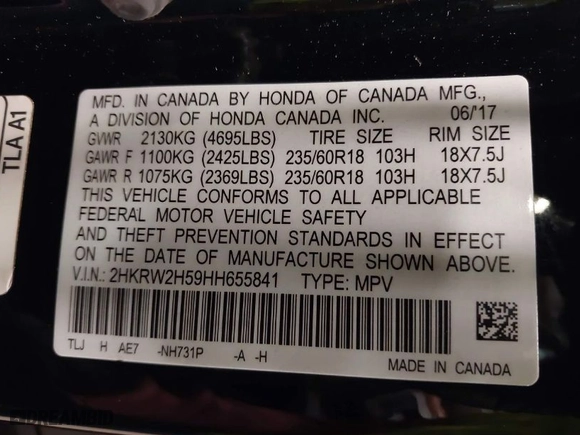 TLA A1
MFD. IN CANADA BY HONDA OF CANADA MFG.,
A DIVISION OF HONDA CANADA INC. 06/'17
GVWR 2130KG (4695LBS) TIRE SIZE RIM SIZE
GAWR F 1100KG (2425LBS) 235/60R18 103H 18X7.5J
GAWR R 1075KG (2369LBS) 235/60R18 103H 18X7.5J
THIS VEHICLE CONFORMS TO ALL APPLICABLE
FEDERAL MOTOR VEHICLE SAFETY
AND THEFT PREVENTION STANDARDS IN EFFECT
ON THE DATE OF MANUFACTURE SHOWN ABOVE.
V.I.N.: 2HKRW2H59HH655841 TYPE: MPV
TLJ H AE7 -NH731P -A -H
MADE IN CANADA